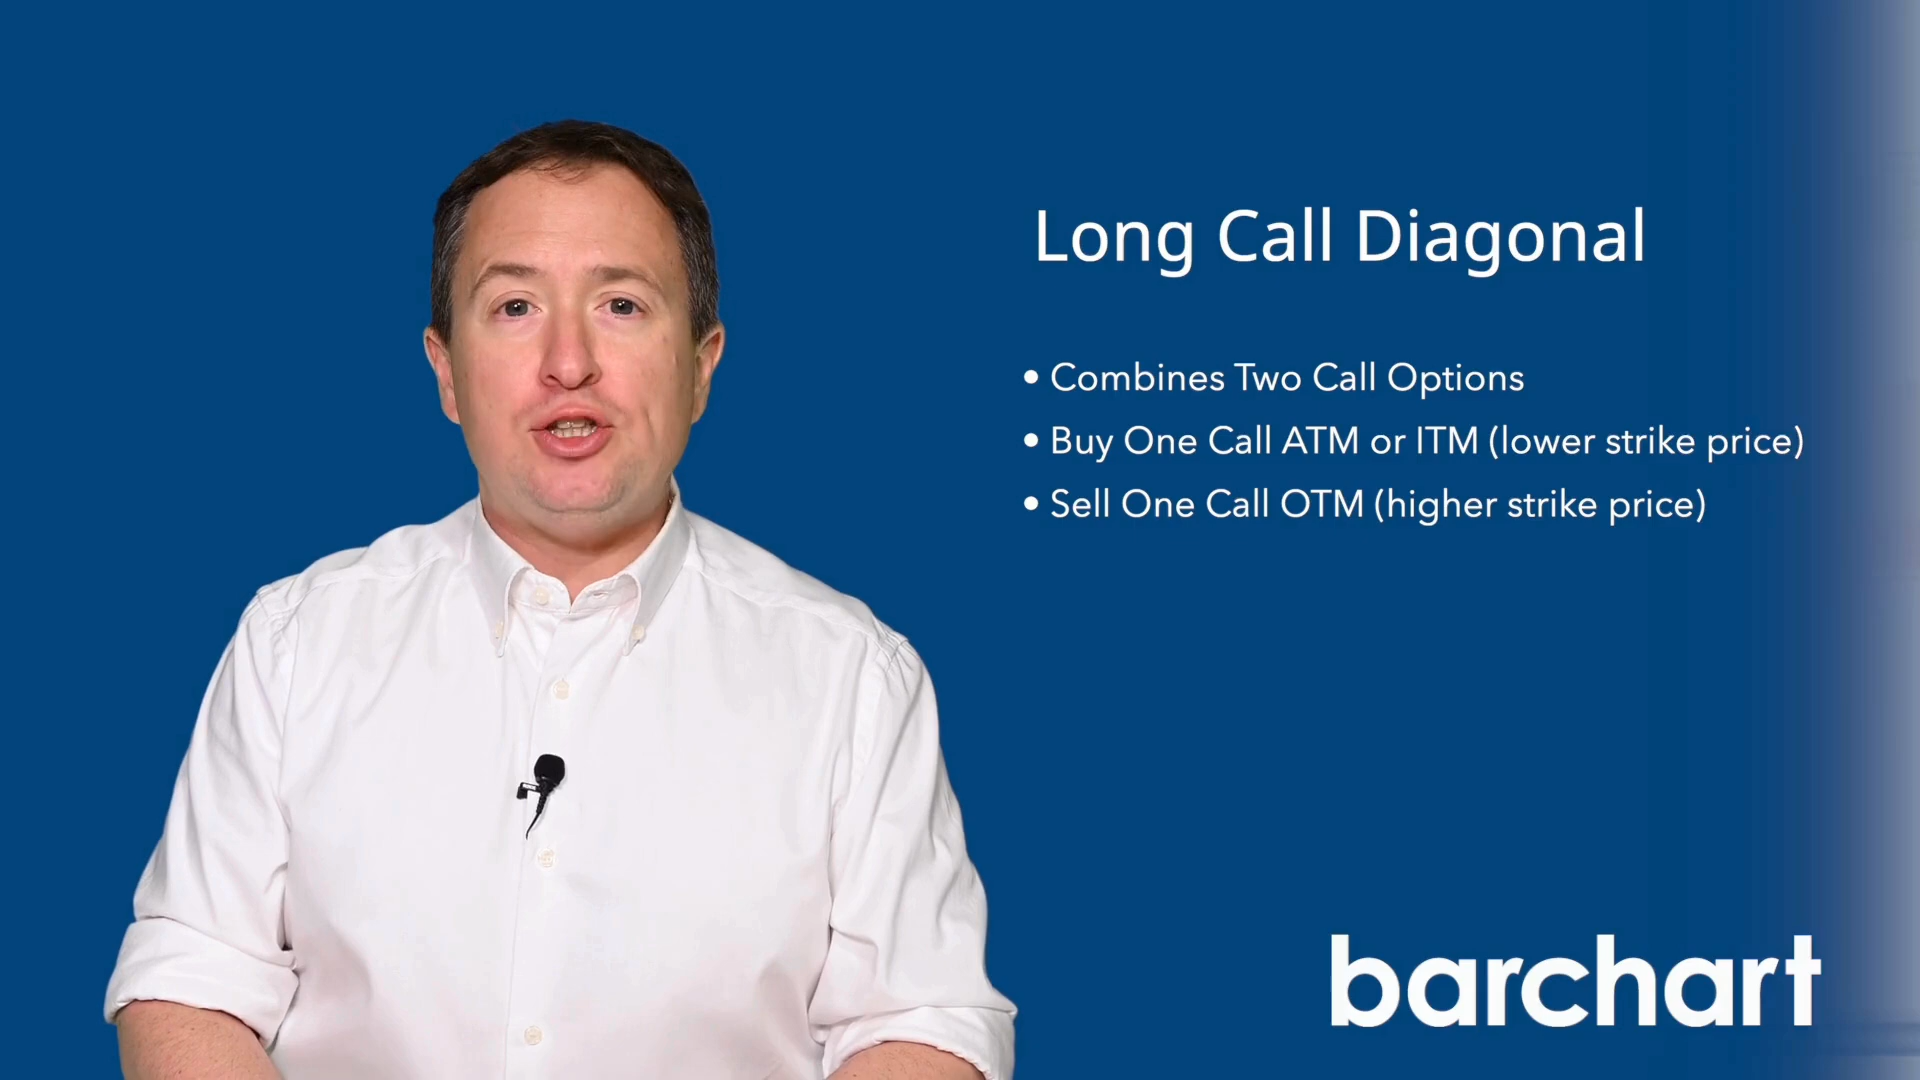 Long Call Diagonal
• Combines Two Call Options
• Buy One Call ATM or ITM (lower strike price)
• Sell One Call OTM (higher strike price)
barchart